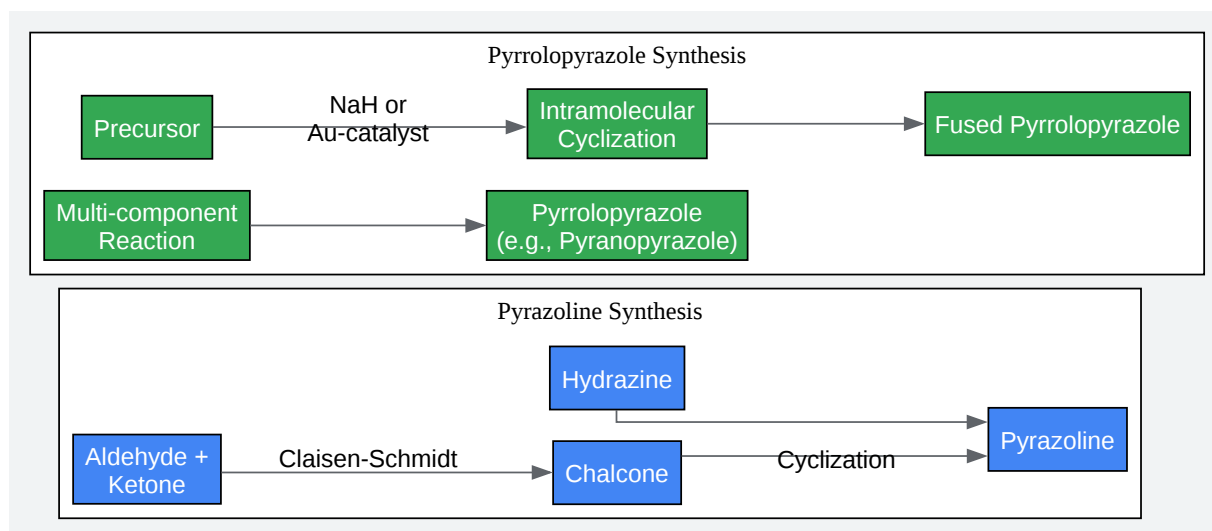 Pyrrolopyrazole Synthesis
Precursor
NaH or
Au-catalyst
Intramolecular
Cyclization
Fused Pyrrolopyrazole
Multi-component
Reaction
Pyrrolopyrazole
(e.g., Pyranopyrazole)
Pyrazoline Synthesis
Hydrazine
Aldehyde +
Ketone
Claisen-Schmidt
Chalcone
Cyclization
Pyrazoline